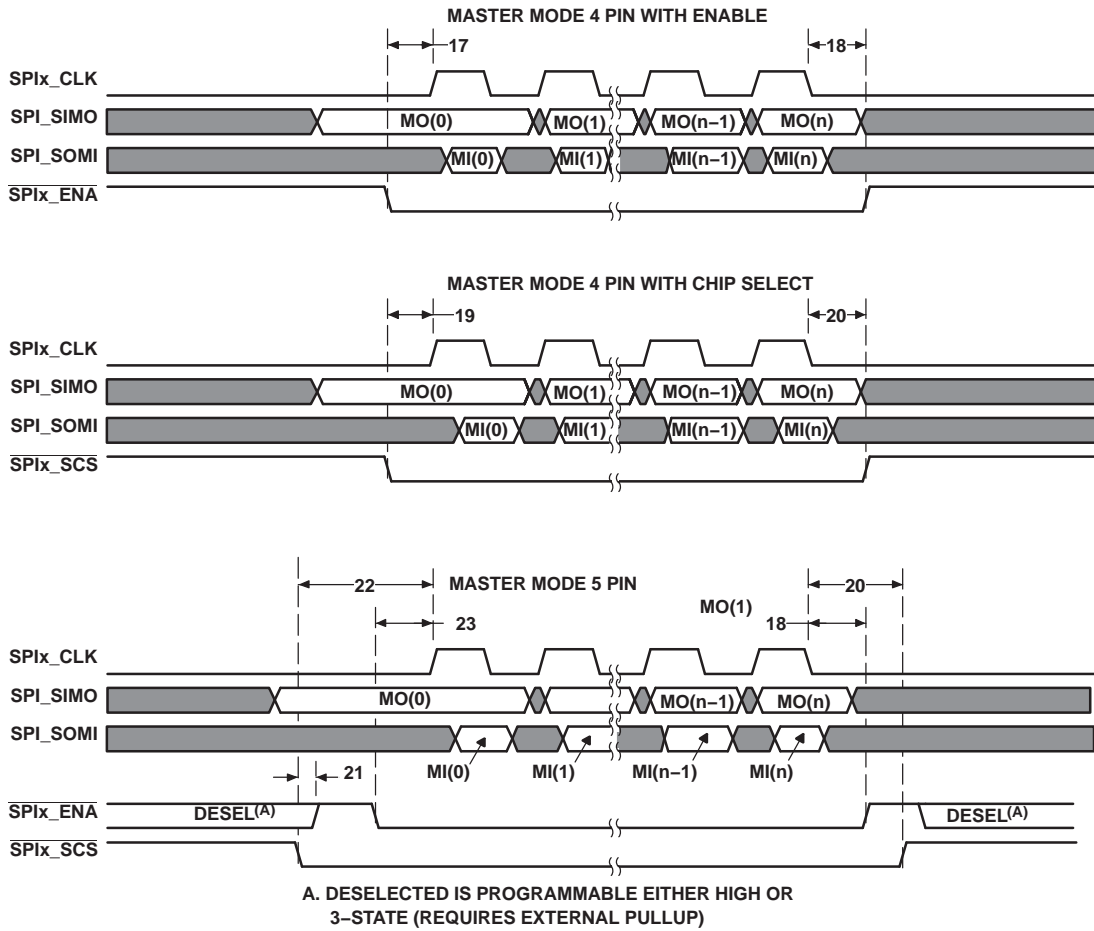 MASTER MODE 4 PIN WITH ENABLE
17 18
SPIx_CLK
SPI_SIMO MO(0) MO(1) MO(n−1) MO(n)
SPI_SOMI MI(0) MI(1) MI(n−1) MI(n)
SPIx_ENA
MASTER MODE 4 PIN WITH CHIP SELECT
19 20
SPIx_CLK
SPI_SIMO MO(0) MO(1) MO(n−1) MO(n)
SPI_SOMI MI(0) MI(1) MI(n−1) MI(n)
SPIx_SCS
22 MASTER MODE 5 PIN 20
MO(1)
23 18
SPIx_CLK
SPI_SIMO MO(0) MO(n−1) MO(n)
SPI_SOMI
MI(0) MI(1) MI(n−1) MI(n)
21
SPIx_ENA DESEL(A) DESEL(A)
SPIx_SCS
A. DESELECTED IS PROGRAMMABLE EITHER HIGH OR
3−STATE (REQUIRES EXTERNAL PULLUP)